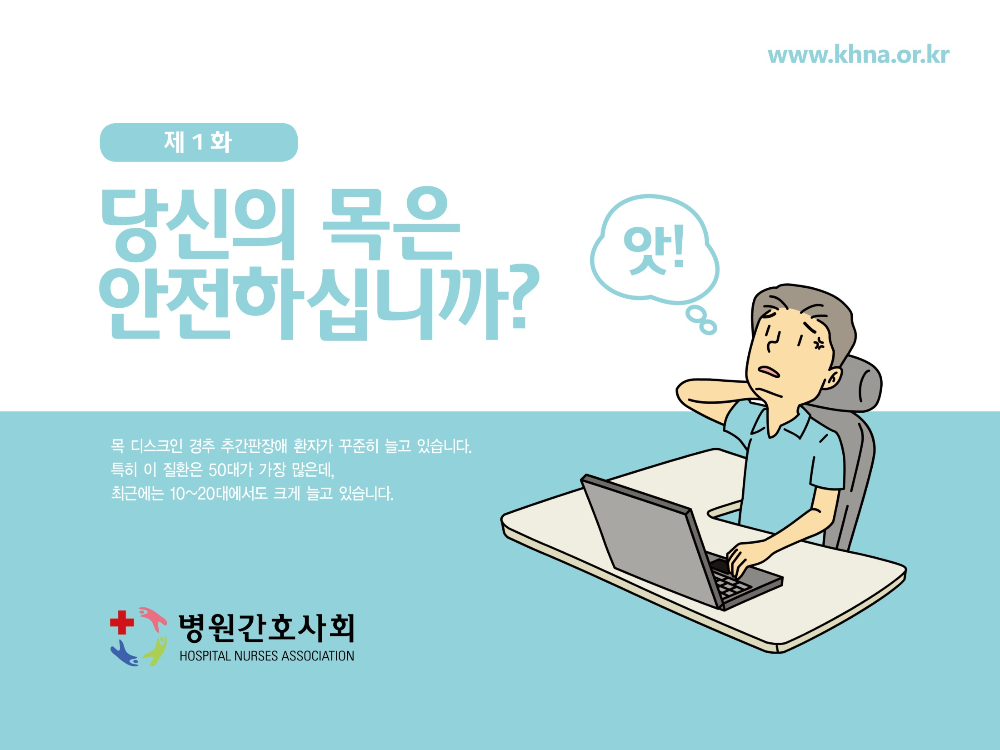 www.khna.or.kr
제1화
당신의 목은
안전하십니까?
앗!
목 디스크인 경추 추간판장애 환자가 꾸준히 늘고 있습니다.
특히 이 질환은 50대가 가장 많은데,
최근에는 10~20대에서도 크게 늘고 있습니다.
병원간호사회
HOSPITAL NURSES ASSOCIATION